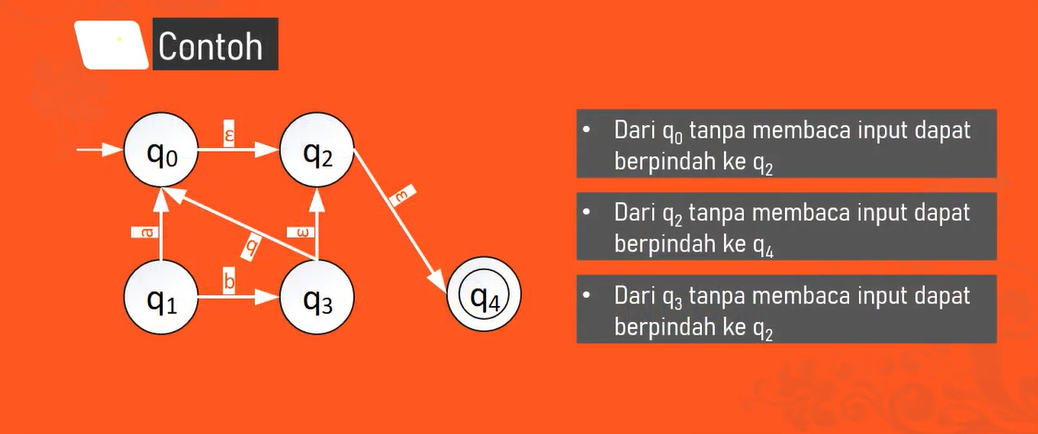 Contoh
q0
ε
q2
ε
a
b
ε
q1
b
q3
q4
• Dari q0 tanpa membaca input dapat
berpindah ke q2
• Dari q2 tanpa membaca input dapat
berpindah ke q4
• Dari q3 tanpa membaca input dapat
berpindah ke q2